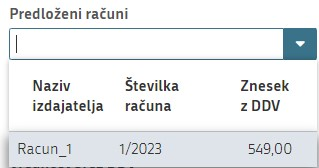 Predloženi računi
Naziv izdajatelja Številka računa Znesek z DDV
Racun_1 1/2023 549,00